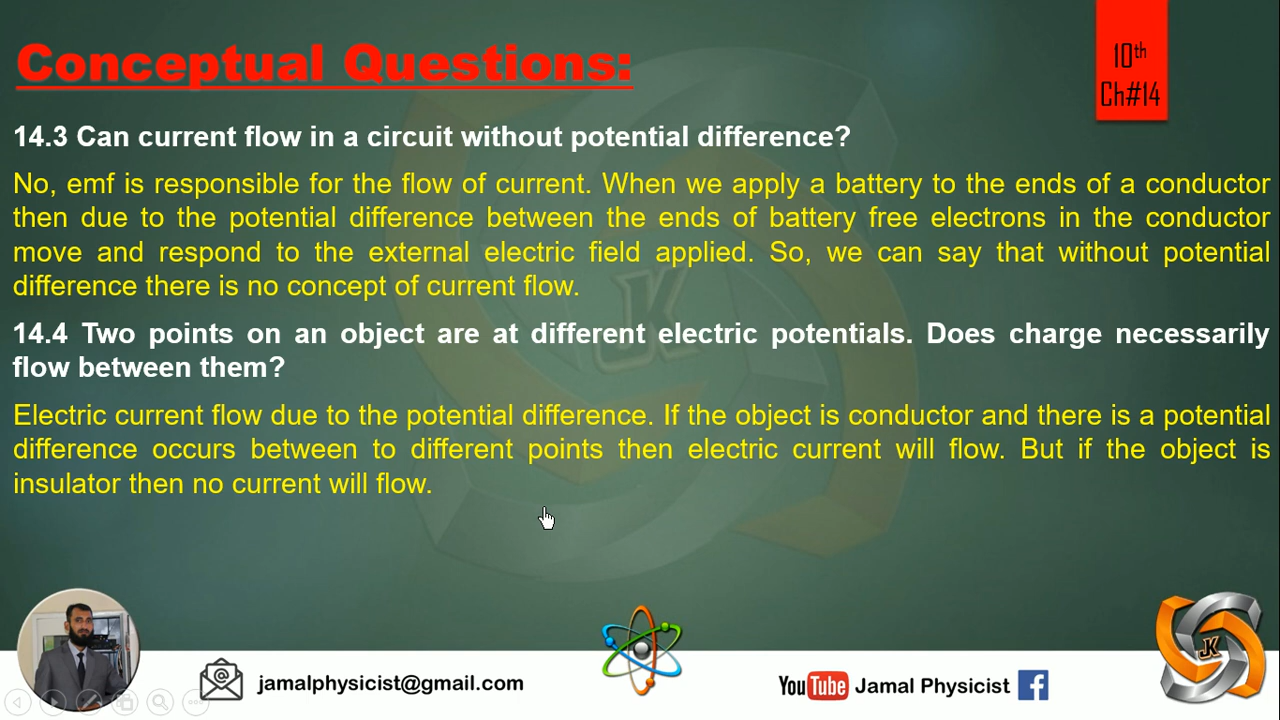 Conceptual Questions:
10th
Ch#14
14.3 Can current flow in a circuit without potential difference?
No, emf is responsible for the flow of current. When we apply a battery to the ends of a conductor
then due to the potential difference between the ends of battery free electrons in the conductor
move and respond to the external electric field applied. So, we can say that without potential
difference there is no concept of current flow.
14.4 Two points on an object are at different electric potentials. Does charge necessarily
flow between them?
Electric current flow due to the potential difference. If the object is conductor and there is a potential
difference occurs between to different points then electric current will flow. But if the object is
insulator then no current will flow.
jamalphysicist@gmail.com
YouTube Jamal Physicist f
JK